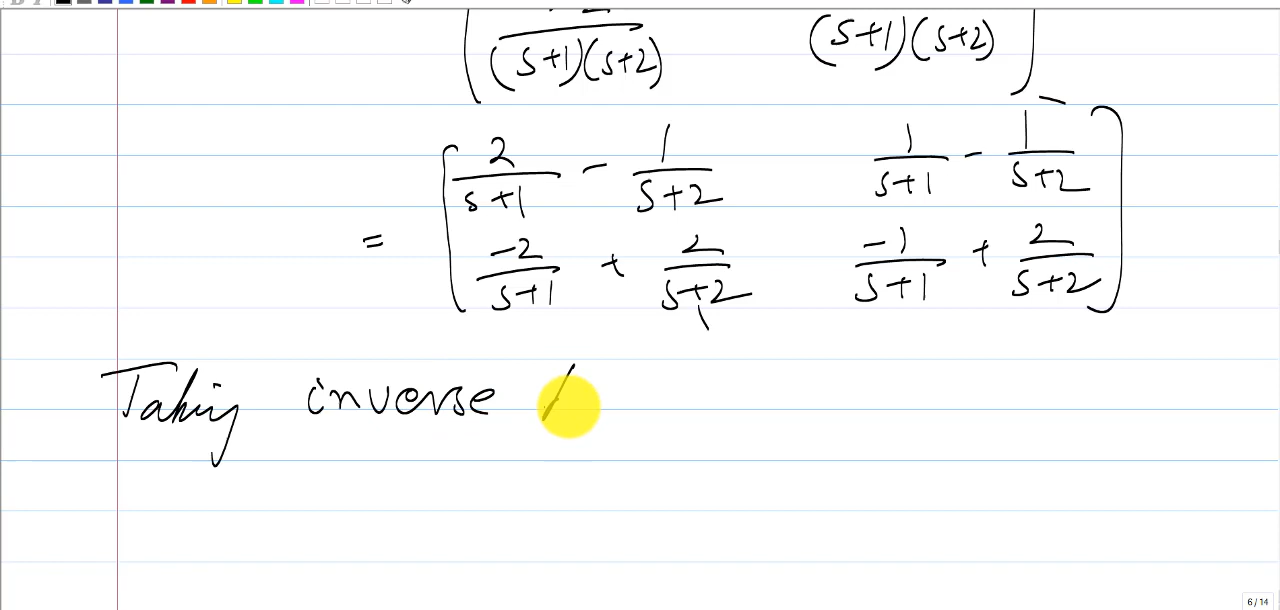 (s+1)(s+2) (s+1)(s+2)
= [ 2/(s+1) - 1/(s+2) 1/(s+1) - 1/(s+2)
-2/(s+1) + 2/(s+2) -1/(s+1) + 2/(s+2) ]
Taking inverse
6 / 14